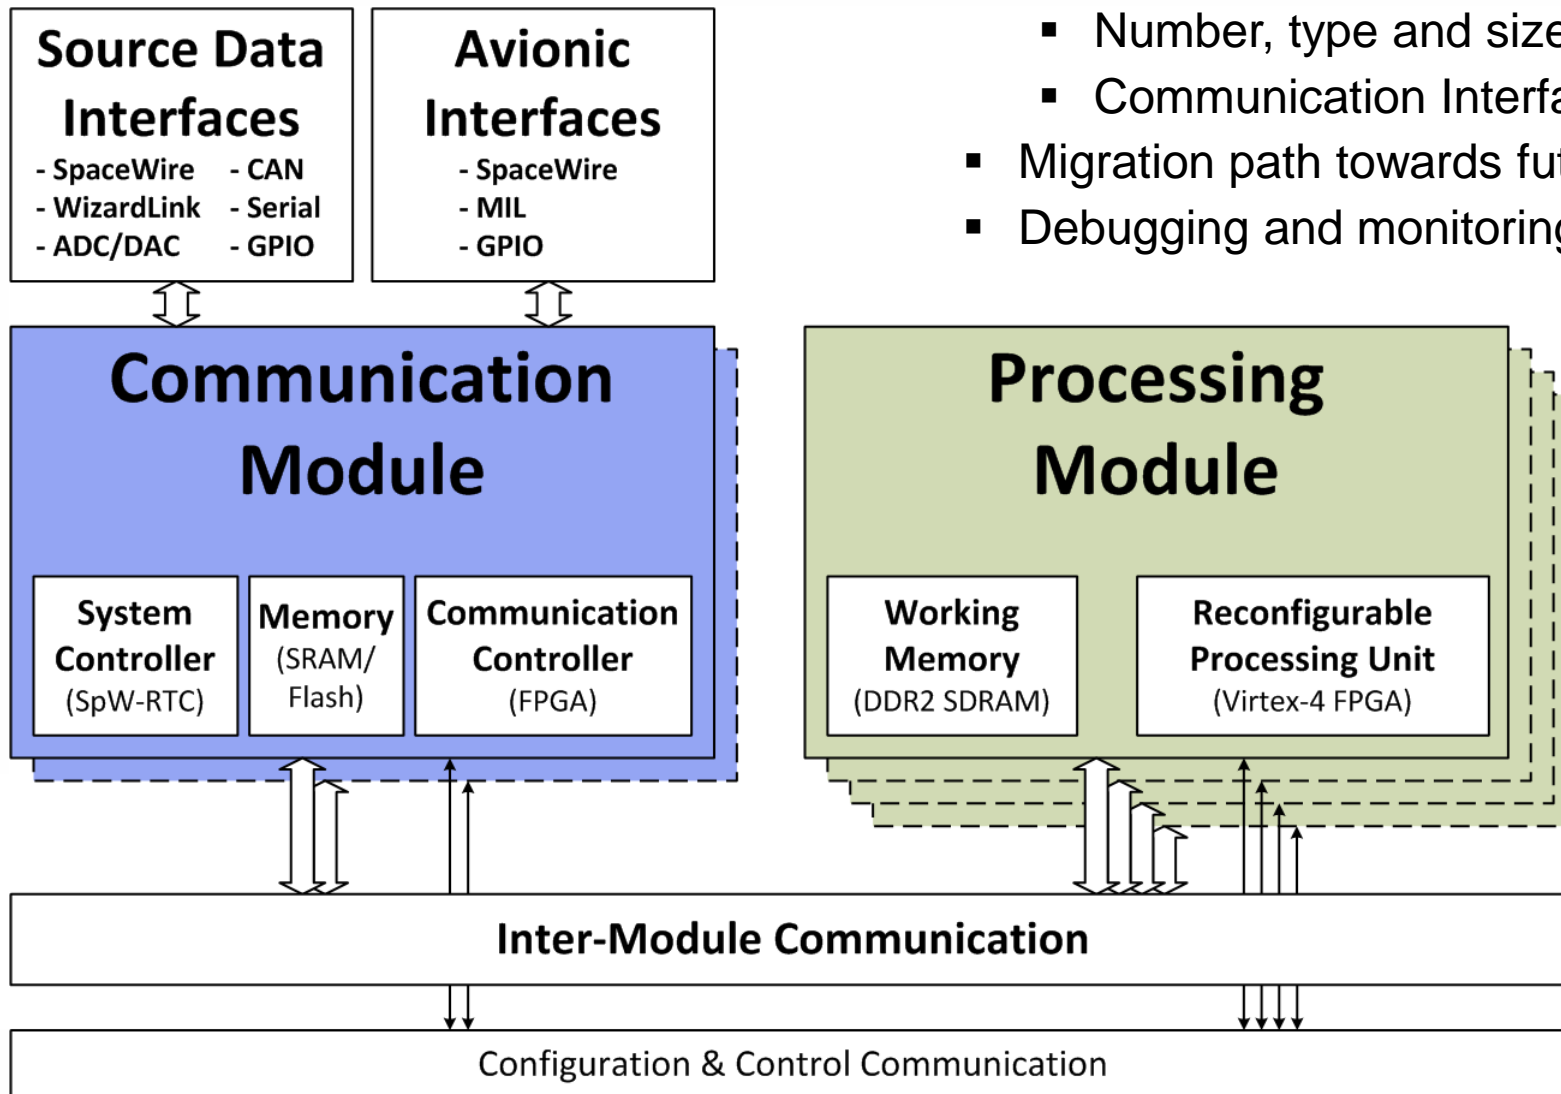 Source Data
Interfaces
- SpaceWire - CAN
- WizardLink - Serial
- ADC/DAC - GPIO
Avionic
Interfaces
- SpaceWire
- MIL
- GPIO
▪ Number, type and size
▪ Communication Interfa
▪ Migration path towards fut
▪ Debugging and monitoring
Communication
Module
System
Controller
(SpW-RTC)
Memory
(SRAM/
Flash)
Communication
Controller
(FPGA)
Processing
Module
Working
Memory
(DDR2 SDRAM)
Reconfigurable
Processing Unit
(Virtex-4 FPGA)
Inter-Module Communication
Configuration & Control Communication